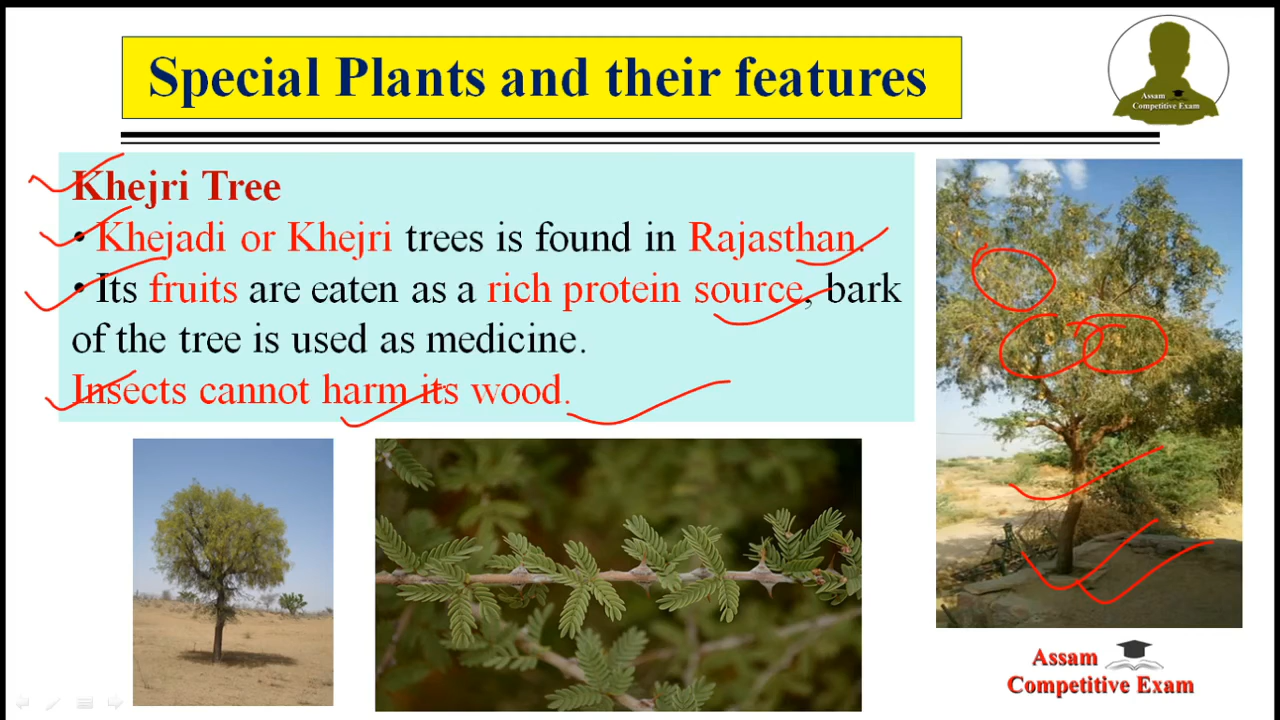 Special Plants and their features
Assam
Competitive Exam
Khejri Tree
• Khejadi or Khejri trees is found in Rajasthan.
• Its fruits are eaten as a rich protein source, bark
of the tree is used as medicine.
Insects cannot harm its wood.
Assam
Competitive Exam